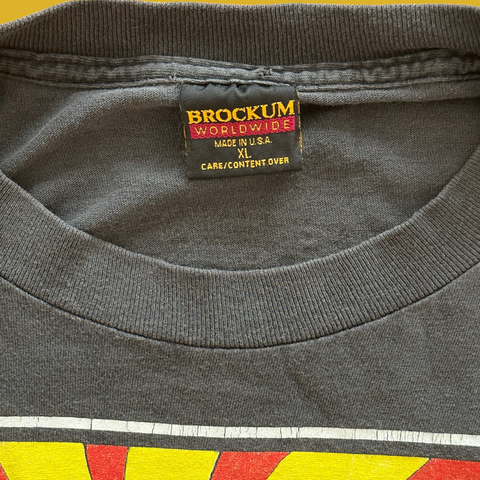 BROCKUM
WORLDWIDE
MADE IN U.S.A.
XL
CARE/CONTENT OVER